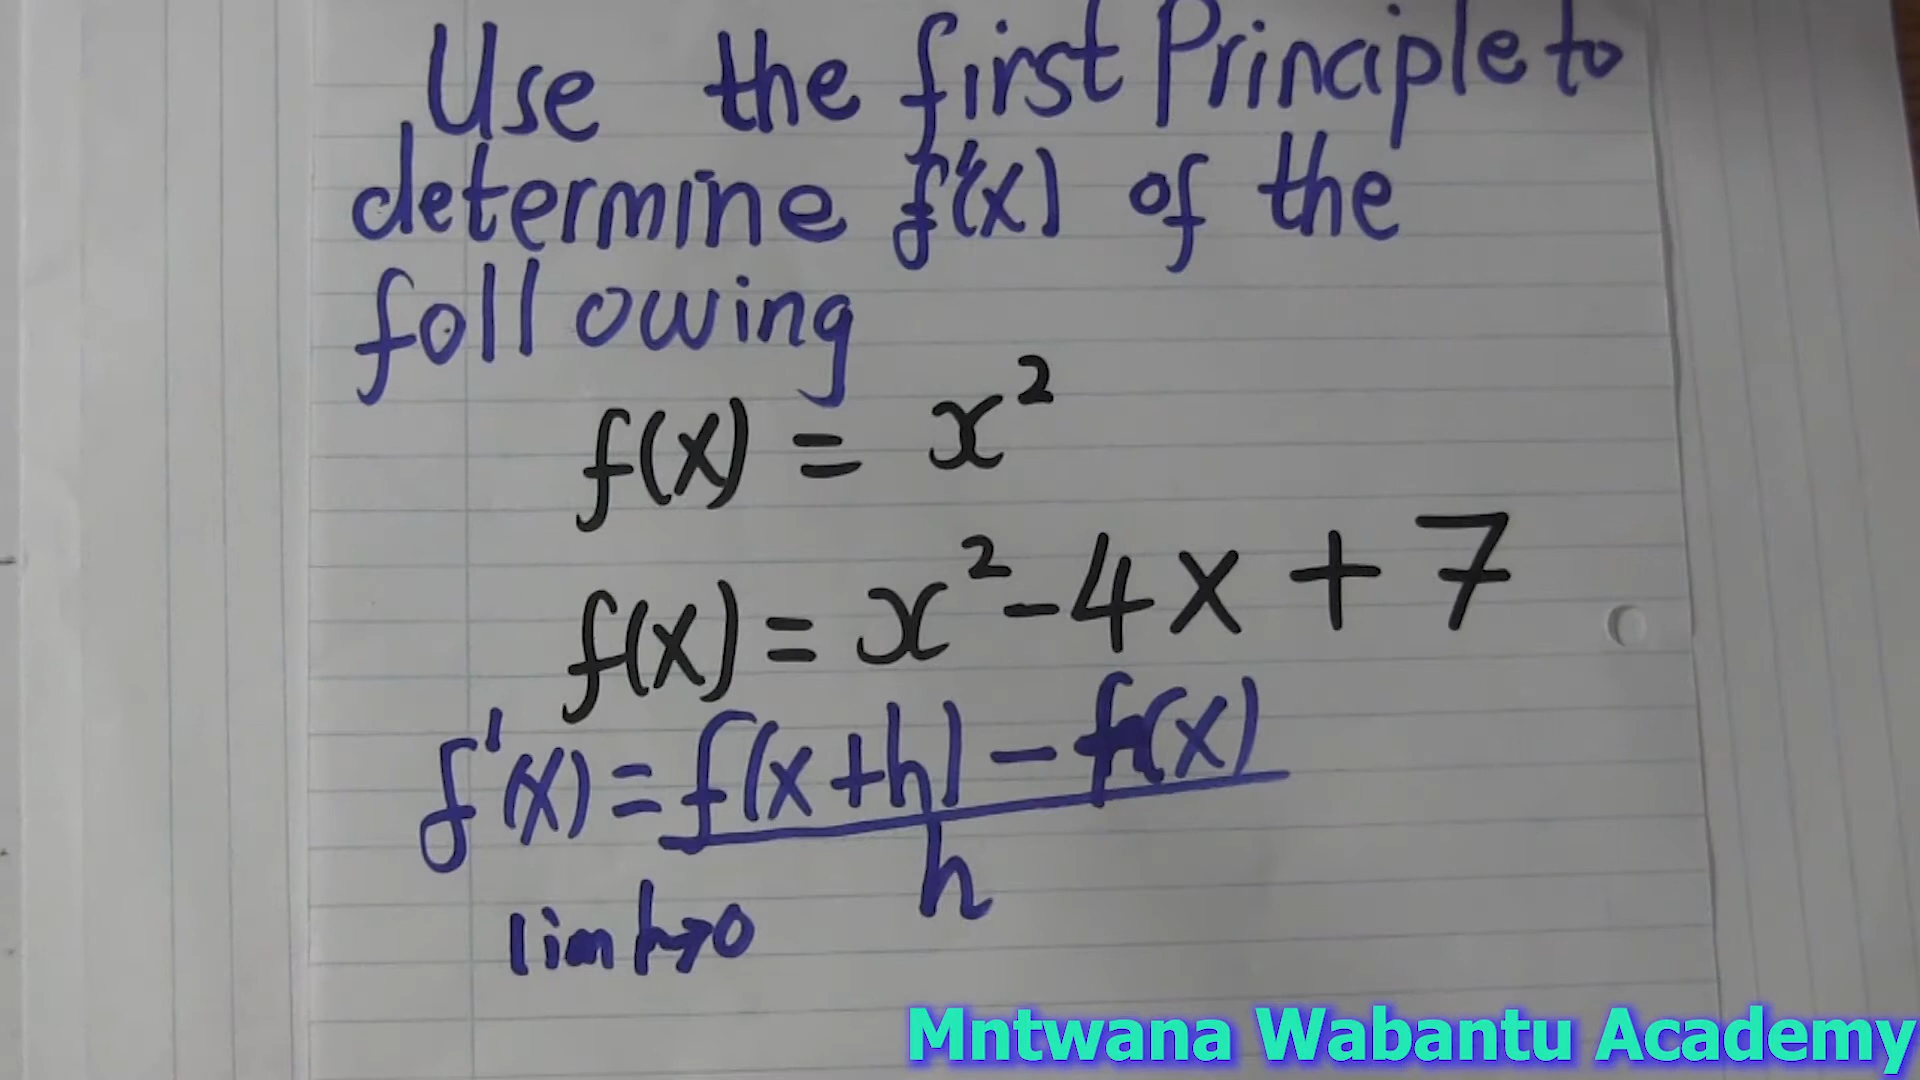 Use the first Principle to
determine f'(x) of the
following
f(x) = x²
f(x) = x² - 4x + 7
f'(x) = f(x+h) - f(x)
h
lim h→0
Mntwana Wabantu Academy